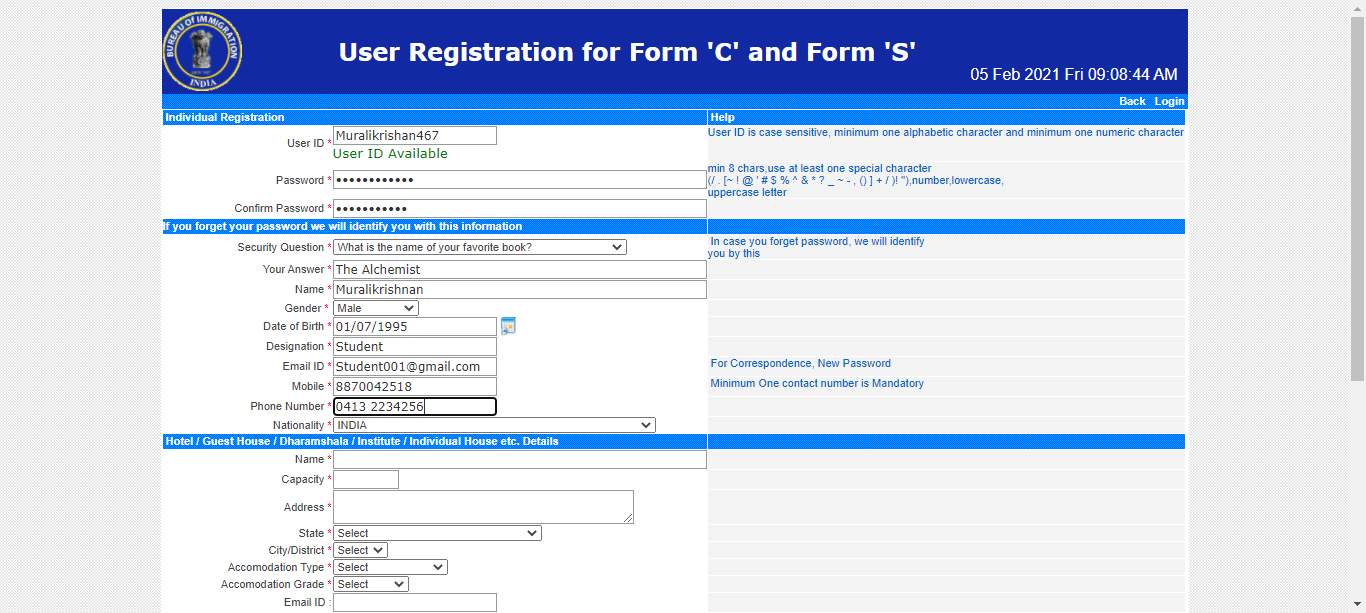 BUREAU OF IMMIGRATION
INDIA
User Registration for Form 'C' and Form 'S'
05 Feb 2021 Fri 09:08:44 AM
Back Login
Individual Registration Help
User ID * Muralikrishan467 User ID is case sensitive, minimum one alphabetic character and minimum one numeric character
User ID Available
Password * •••••••••••• min 8 chars,use at least one special character
(/ . [~ ! @ ' # $ % ^ & * ? _ ~ - , () ] + / )! "),number,lowercase,
uppercase letter
Confirm Password * •••••••••••
If you forget your password we will identify you with this information
Security Question * What is the name of your favorite book? In case you forget password, we will identify
you by this
Your Answer * The Alchemist
Name * Muralikrishnan
Gender * Male
Date of Birth * 01/07/1995
Designation * Student
Email ID * Student001@gmail.com For Correspondence, New Password
Mobile * 8870042518 Minimum One contact number is Mandatory
Phone Number * 0413 2234256
Nationality * INDIA
Hotel / Guest House / Dharamshala / Institute / Individual House etc. Details
Name *
Capacity *
Address *
State * Select
City/District * Select
Accomodation Type * Select
Accomodation Grade * Select
Email ID :